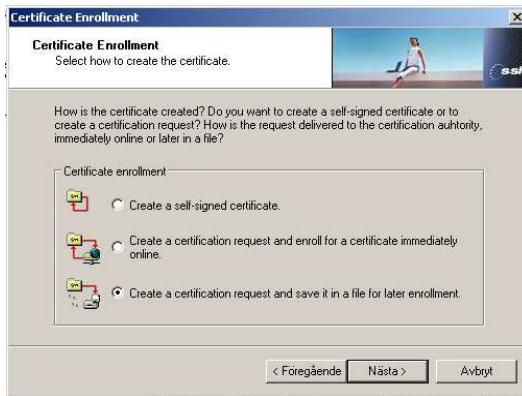 Certificate Enrollment
Certificate Enrollment
Select how to create the certificate.
ssh
How is the certificate created? Do you want to create a self-signed certificate or to
create a certification request? How is the request delivered to the certification auhtority,
immediately online or later in a file?
Certificate enrollment
Create a self-signed certificate.
Create a certification request and enroll for a certificate immediately
online.
Create a certification request and save it in a file for later enrollment.
< Föregående
Nästa >
Avbryt